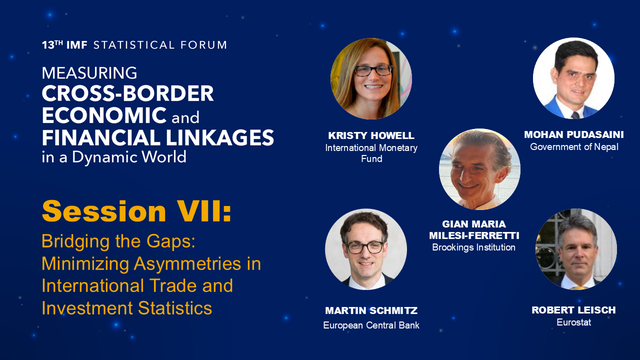 13TH IMF STATISTICAL FORUM
MEASURING
CROSS-BORDER
ECONOMIC and
FINANCIAL LINKAGES
in a Dynamic World
Session VII:
Bridging the Gaps:
Minimizing Asymmetries in
International Trade and
Investment Statistics
KRISTY HOWELL
International Monetary
Fund
MOHAN PUDASAINI
Government of Nepal
GIAN MARIA
MILESI-FERRETTI
Brookings Institution
MARTIN SCHMITZ
European Central Bank
ROBERT LEISCH
Eurostat